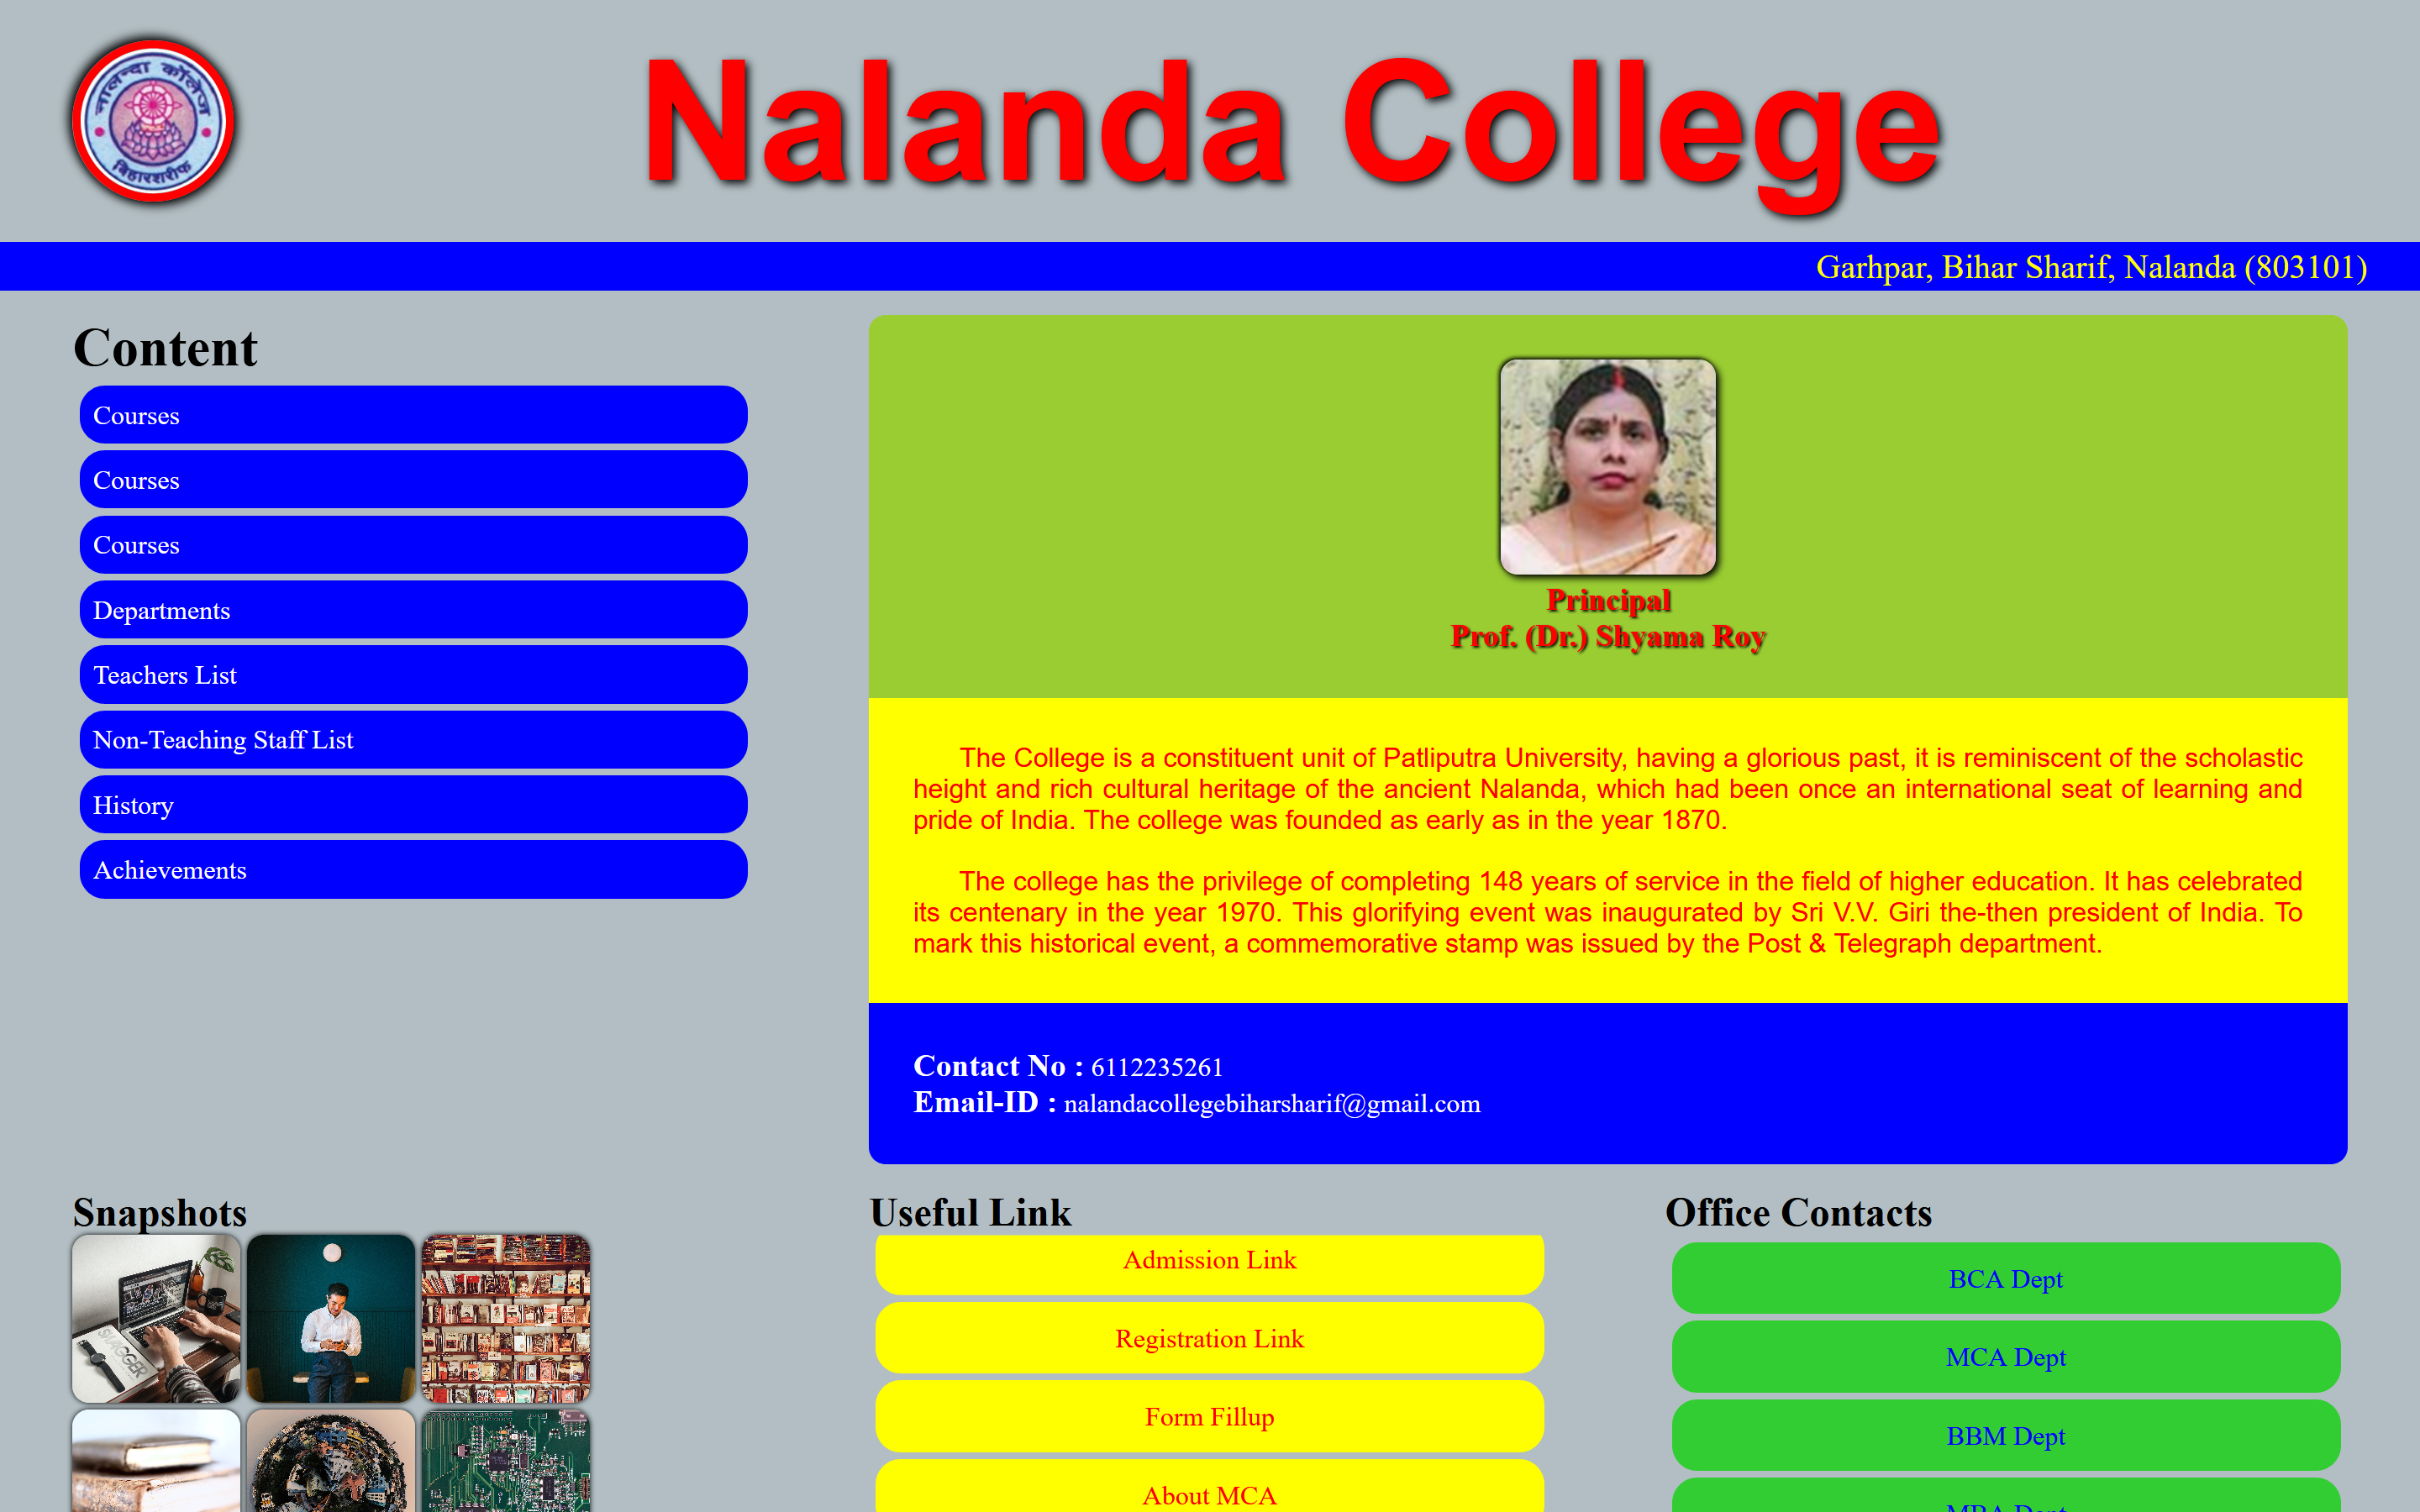 नालन्दा कॉलेज
बिहारशरीफ
Nalanda College
Garhpar, Bihar Sharif, Nalanda (803101)
Content
Courses
Courses
Courses
Departments
Teachers List
Non-Teaching Staff List
History
Achievements
Principal
Prof. (Dr.) Shyama Roy
The College is a constituent unit of Patliputra University, having a glorious past, it is reminiscent of the scholastic
height and rich cultural heritage of the ancient Nalanda, which had been once an international seat of learning and
pride of India. The college was founded as early as in the year 1870.
The college has the privilege of completing 148 years of service in the field of higher education. It has celebrated
its centenary in the year 1970. This glorifying event was inaugurated by Sri V.V. Giri the-then president of India. To
mark this historical event, a commemorative stamp was issued by the Post & Telegraph department.
Contact No : 6112235261
Email-ID : nalandacollegebiharsharif@gmail.com
Snapshots
SWAGGER
Useful Link
Admission Link
Registration Link
Form Fillup
About MCA
Office Contacts
BCA Dept
MCA Dept
BBM Dept